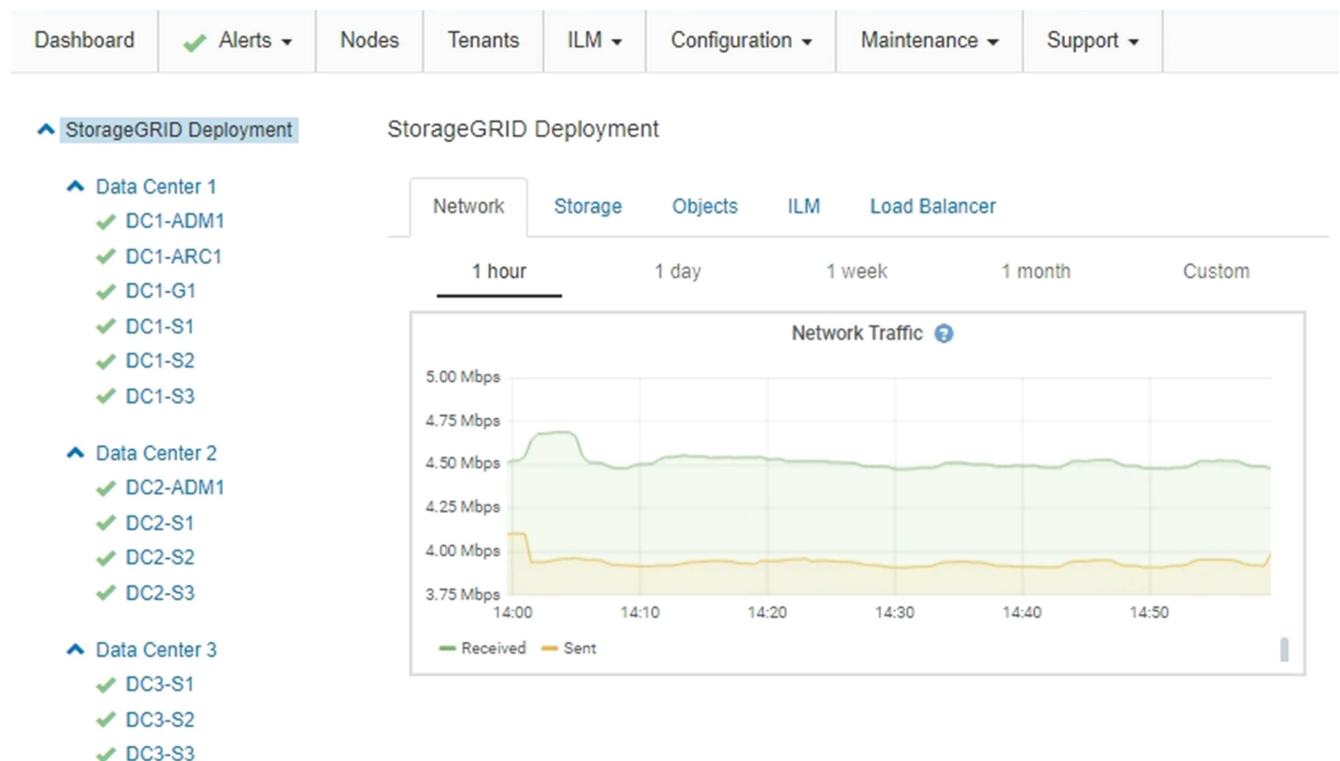 Dashboard Alerts Nodes Tenants ILM Configuration Maintenance Support
StorageGRID Deployment
Data Center 1
DC1-ADM1
DC1-ARC1
DC1-G1
DC1-S1
DC1-S2
DC1-S3
Data Center 2
DC2-ADM1
DC2-S1
DC2-S2
DC2-S3
Data Center 3
DC3-S1
DC3-S2
DC3-S3
StorageGRID Deployment
Network Storage Objects ILM Load Balancer
1 hour 1 day 1 week 1 month Custom
Network Traffic ?
5.00 Mbps
4.75 Mbps
4.50 Mbps
4.25 Mbps
4.00 Mbps
3.75 Mbps
14:00 14:10 14:20 14:30 14:40 14:50
Received Sent